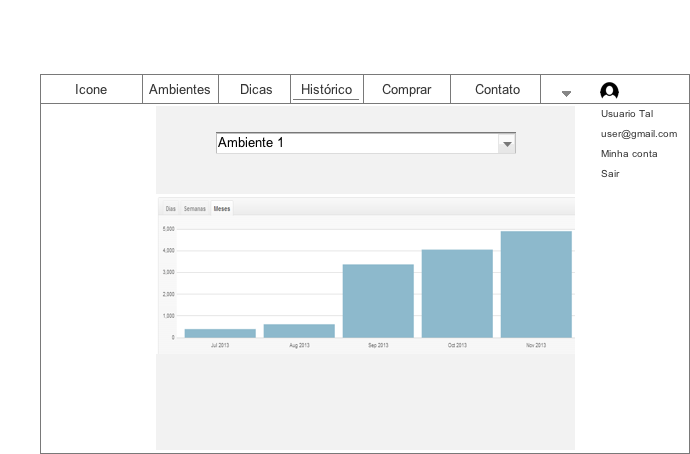 Icone Ambientes Dicas Histórico Comprar Contato
Usuario Tal
user@gmail.com
Minha conta
Sair
Ambiente 1
Dias Semanas Meses
5,000
4,000
3,000
2,000
1,000
0
Jul 2013 Aug 2013 Sep 2013 Oct 2013 Nov 2013